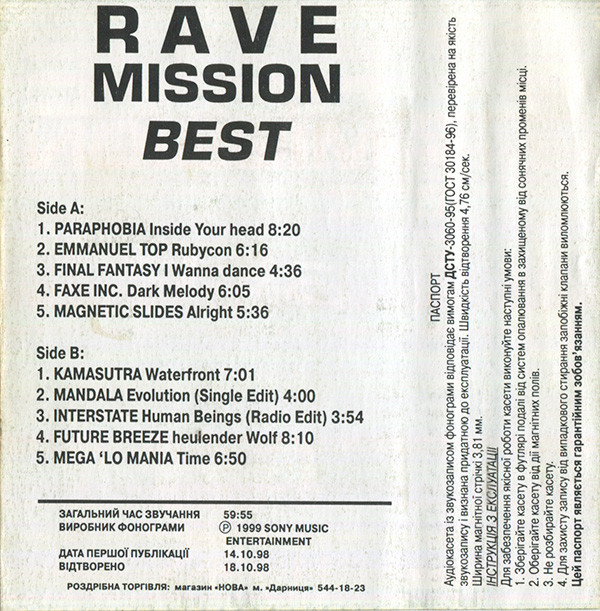 RAVE
MISSION
BEST
Side A:
1. PARAPHOBIA Inside Your head 8:20
2. EMMANUEL TOP Rubycon 6:16
3. FINAL FANTASY I Wanna dance 4:36
4. FAXE INC. Dark Melody 6:05
5. MAGNETIC SLIDES Alright 5:36
Side B:
1. KAMASUTRA Waterfront 7:01
2. MANDALA Evolution (Single Edit) 4:00
3. INTERSTATE Human Beings (Radio Edit) 3:54
4. FUTURE BREEZE heulender Wolf 8:10
5. MEGA ‘LO MANIA Time 6:50
ЗАГАЛЬНИЙ ЧАС ЗВУЧАННЯ 59:55
ВИРОБНИК ФОНОГРАМИ Ⓟ 1999 SONY MUSIC
ENTERTAINMENT
ДАТА ПЕРШОЇ ПУБЛІКАЦІЇ 14.10.98
ВІДТВОРЕНО 18.10.98
РОЗДРІБНА ТОРГІВЛЯ: магазин «НОВА» м. «Дарниця» 544-18-23
ПАСПОРТ
Аудіокасета із звукозаписом фонограми відповідає вимогам ДСТУ-3060-95(ГОСТ 30184-96), перевірена на якість
звукозапису і визнана придатною до експлуатації. Швидкість відтворення 4,76 см/сек.
Ширина магнітної стрічкі 3,81 мм.
ІНСТРУКЦІЯ З ЕКСПЛУАТАЦІЇ
Для забезпечення якісної роботи касети виконуйте наступні умови:
1. Зберігайте касету в футлярі подалі від систем опалювання в захищеному від сонячних променів місці.
2. Оберігайте касету від дії магнітних полів.
3. Не розбирайте касету.
4. Для захисту запису від випадкового стирання запобіжні клапани виломлюються.
Цей паспорт являється гарантійним зобов'язанням.